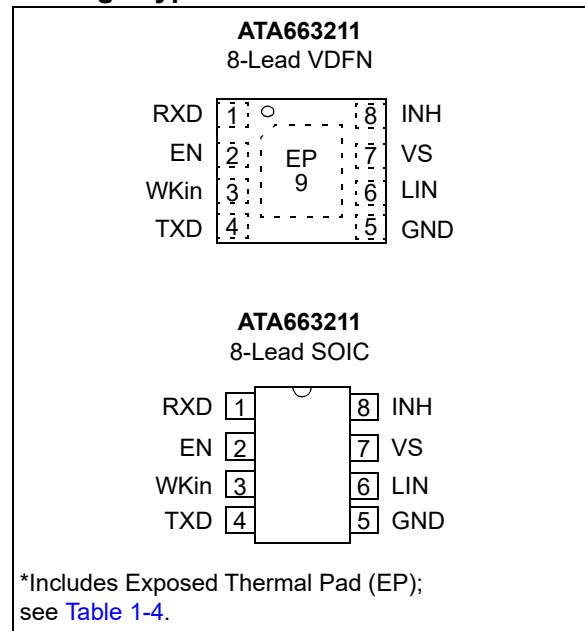 ATA663211
8-Lead VDFN
RXD 1 8 INH
EN 2 EP 7 VS
WKin 3 9 6 LIN
TXD 4 5 GND
ATA663211
8-Lead SOIC
RXD 1 8 INH
EN 2 7 VS
WKin 3 6 LIN
TXD 4 5 GND
*Includes Exposed Thermal Pad (EP);
see Table 1-4.